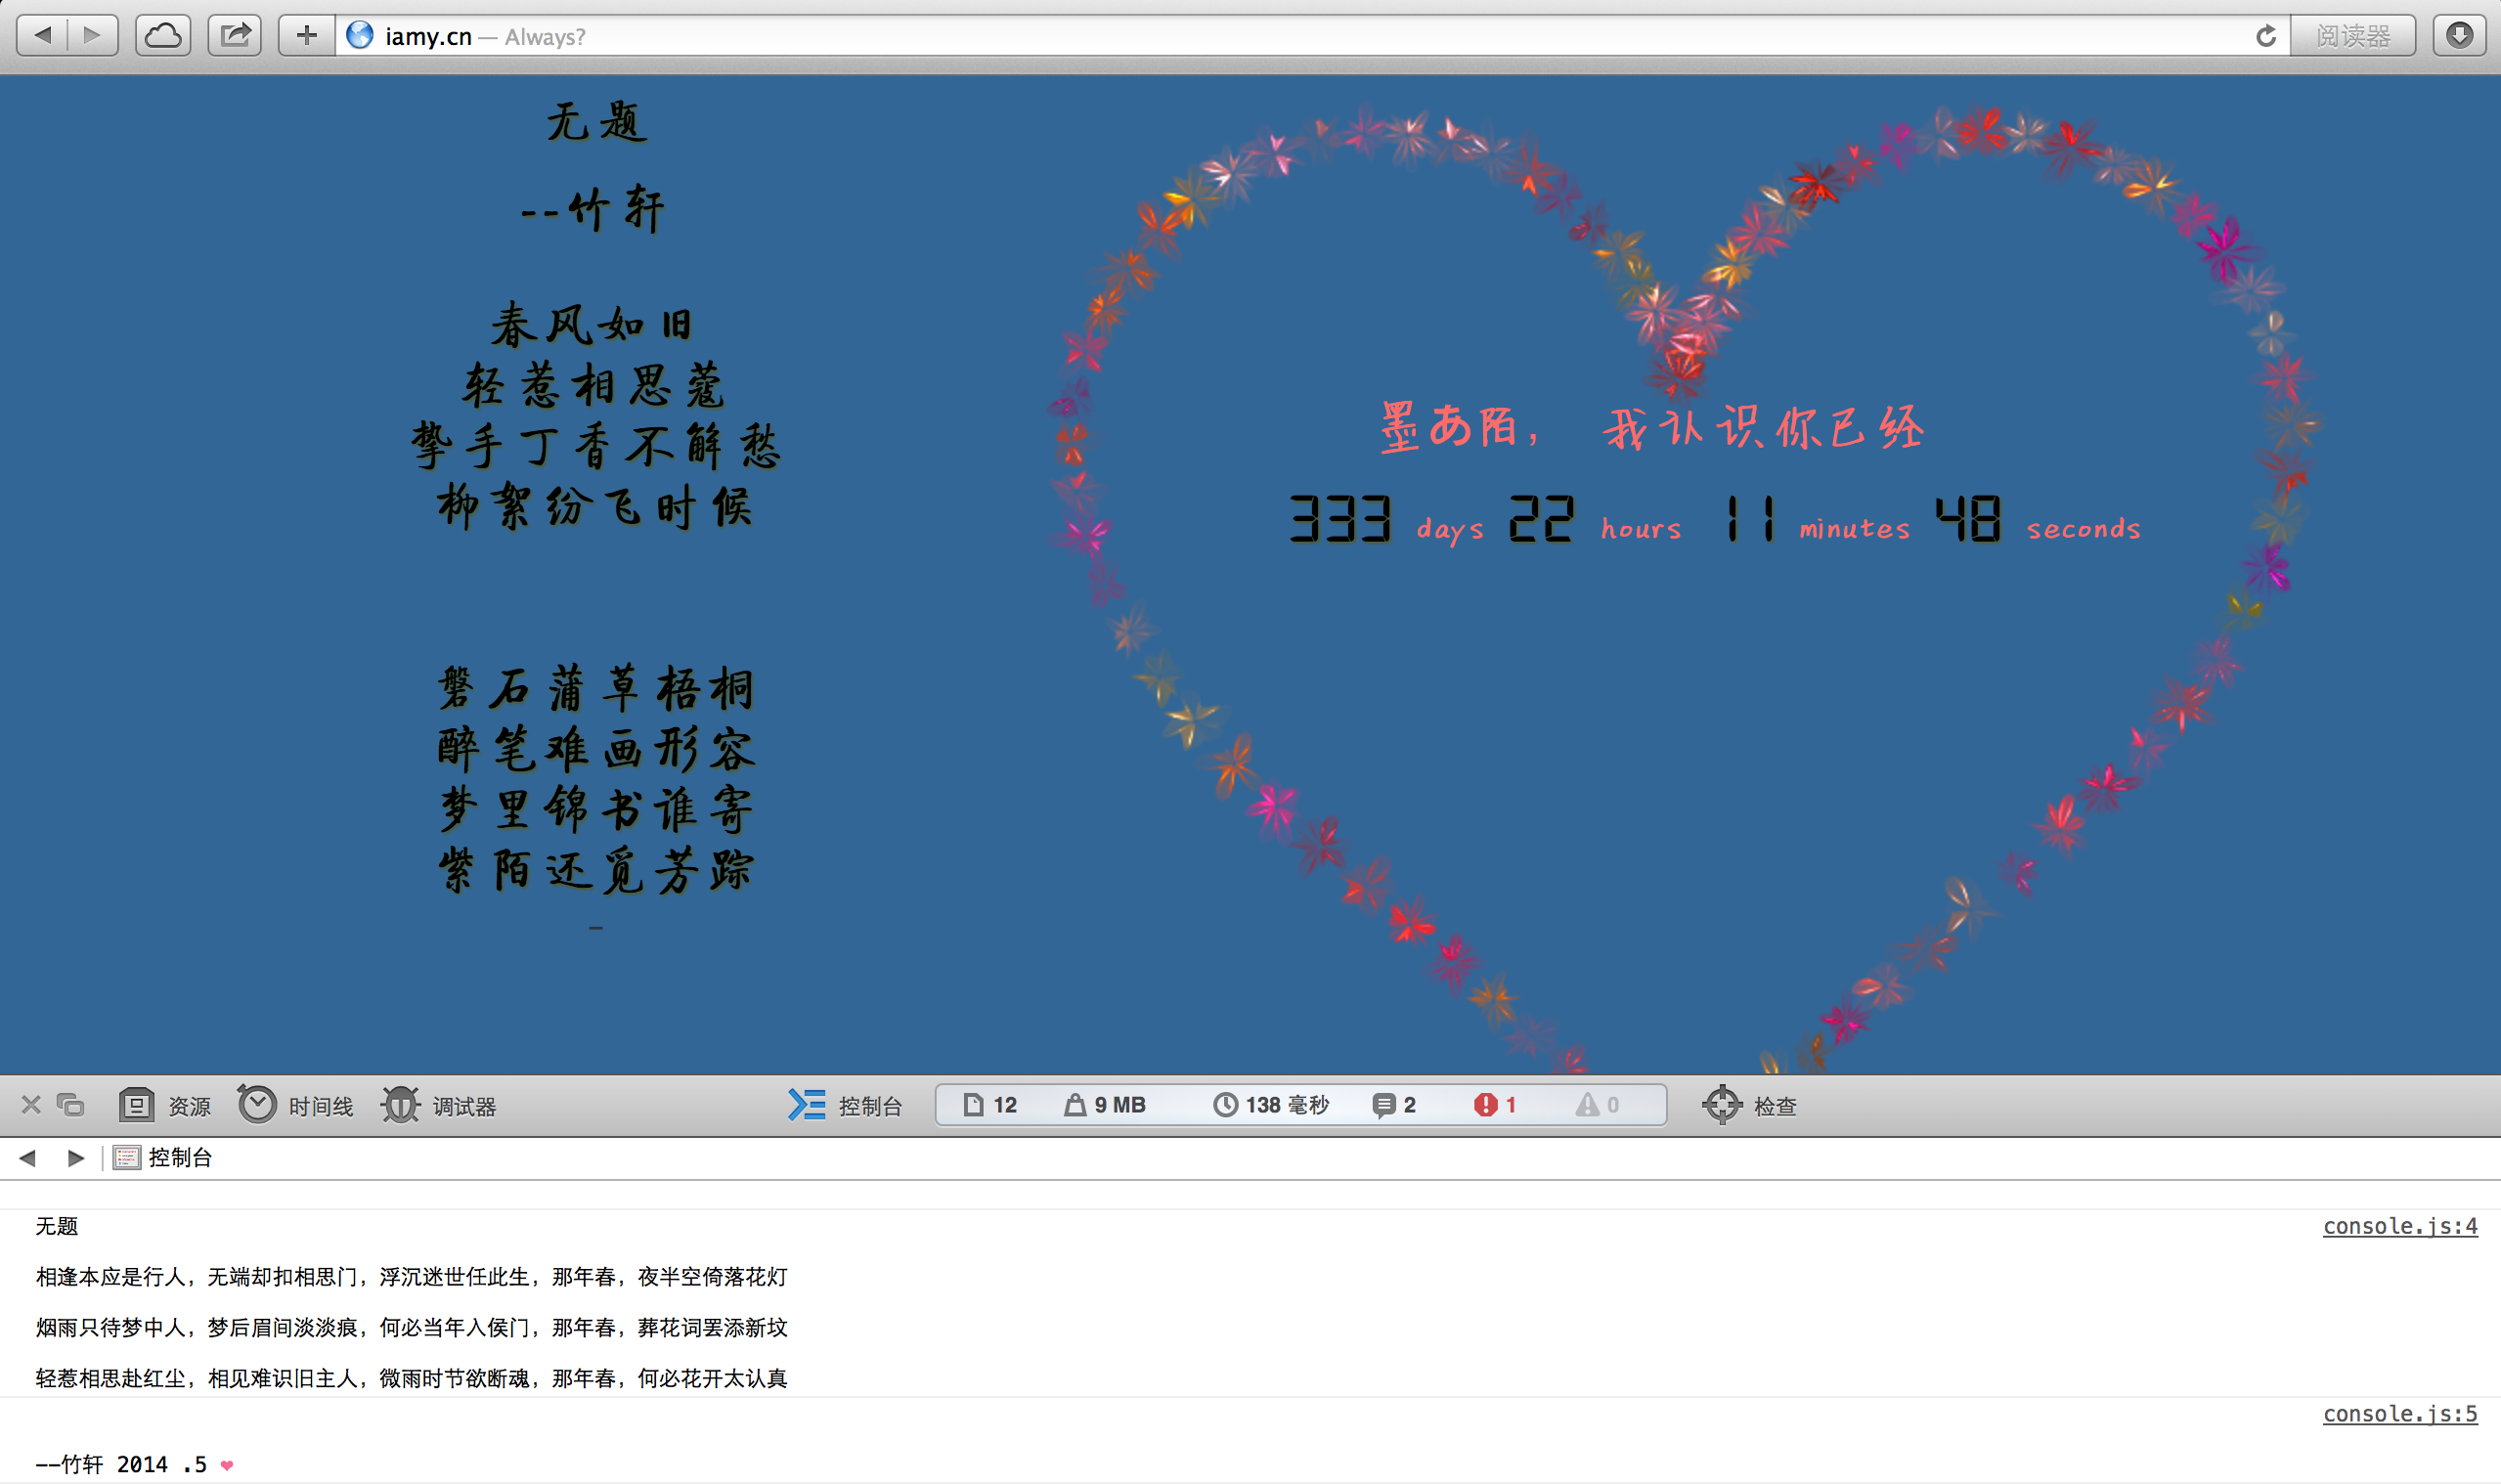 iamy.cn — Always?
阅读器
无题
--竹轩
春风如旧
轻惹相思蔻
挚手丁香不解愁
柳絮纷飞时候
磐石蒲草梧桐
醉笔难画形容
梦里锦书谁寄
紫陌还觅芳踪
_
墨あ陌， 我认识你已经
333 days 22 hours 11 minutes 48 seconds
资源 时间线 调试器 控制台 12 9 MB 138 毫秒 2 1 0 检查
控制台
无题 console.js:4
相逢本应是行人，无端却扣相思门，浮沉迷世任此生，那年春，夜半空倚落花灯
烟雨只待梦中人，梦后眉间淡淡痕，何必当年入侯门，那年春，葬花词罢添新坟
轻惹相思赴红尘，相见难识旧主人，微雨时节欲断魂，那年春，何必花开太认真
console.js:5
--竹轩 2014 .5 ❤